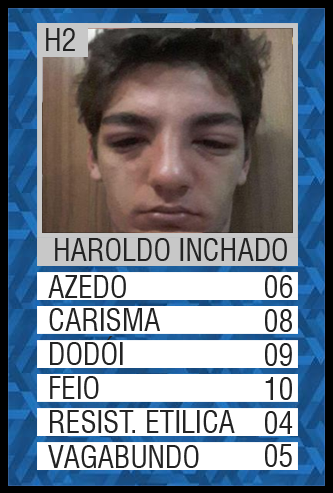 H2
HAROLDO INCHADO
AZEDO 06
CARISMA 08
DODÓI 09
FEIO 10
RESIST. ETILICA 04
VAGABUNDO 05